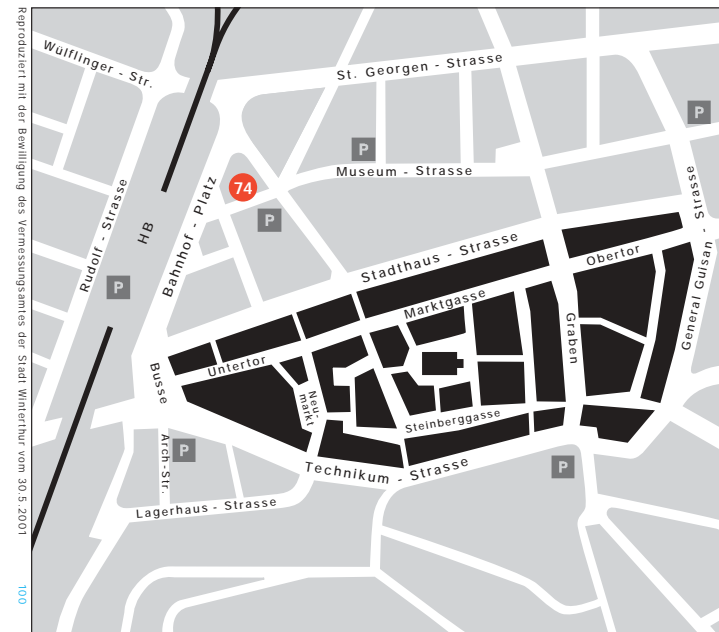 Wülflinger - Str.
St. Georgen - Strasse
P
P
Museum - Strasse
74
P
Rudolf - Strasse
HB
Bahnhof - Platz
P
Stadthaus - Strasse
Obertor
General Guisan - Strasse
Marktgasse
Graben
Untertor
Busse
Neu-
markt
Steinberggasse
P
Arch-Str.
Technikum - Strasse
P
Lagerhaus - Strasse
Reproduziert mit der Bewilligung des Vermessungsamtes der Stadt Winterthur vom 30.5.2001
100